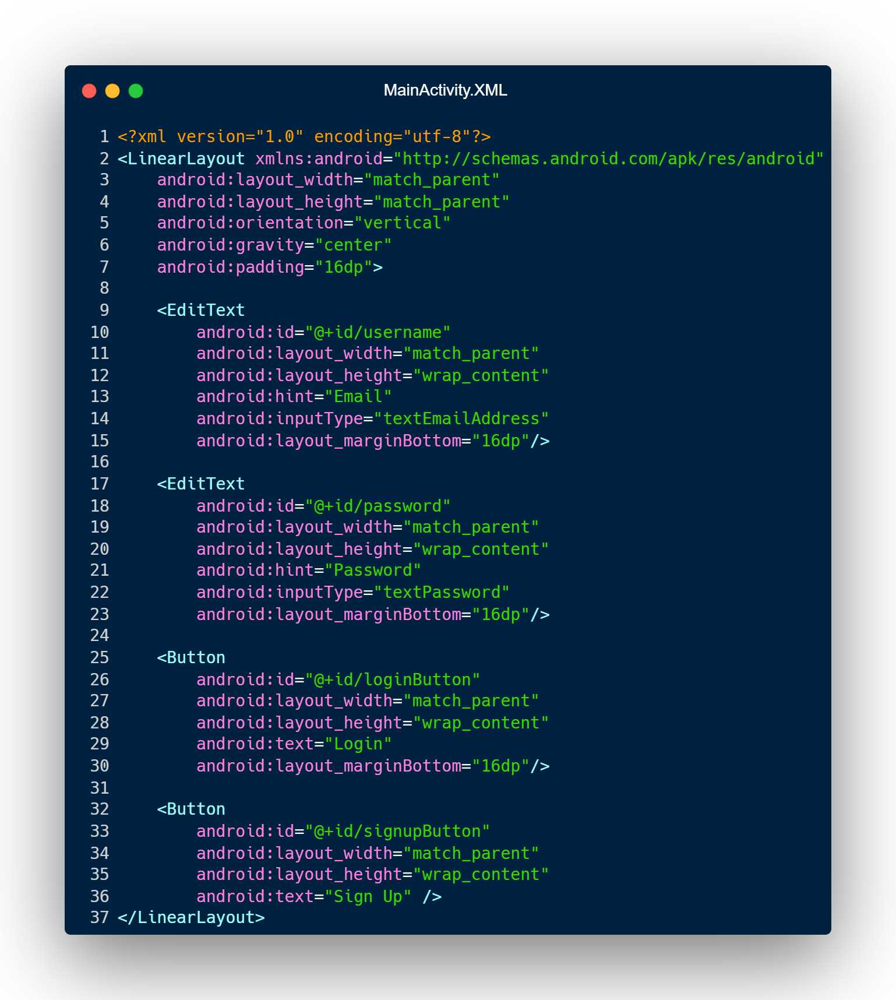 MainActivity.XML
1 <?xml version="1.0" encoding="utf-8"?>
2 <LinearLayout xmlns:android="http://schemas.android.com/apk/res/android"
3     android:layout_width="match_parent"
4     android:layout_height="match_parent"
5     android:orientation="vertical"
6     android:gravity="center"
7     android:padding="16dp">
8
9     <EditText
10         android:id="@+id/username"
11         android:layout_width="match_parent"
12         android:layout_height="wrap_content"
13         android:hint="Email"
14         android:inputType="textEmailAddress"
15         android:layout_marginBottom="16dp"/>
16
17     <EditText
18         android:id="@+id/password"
19         android:layout_width="match_parent"
20         android:layout_height="wrap_content"
21         android:hint="Password"
22         android:inputType="textPassword"
23         android:layout_marginBottom="16dp"/>
24
25     <Button
26         android:id="@+id/loginButton"
27         android:layout_width="match_parent"
28         android:layout_height="wrap_content"
29         android:text="Login"
30         android:layout_marginBottom="16dp"/>
31
32     <Button
33         android:id="@+id/signupButton"
34         android:layout_width="match_parent"
35         android:layout_height="wrap_content"
36         android:text="Sign Up" />
37 </LinearLayout>